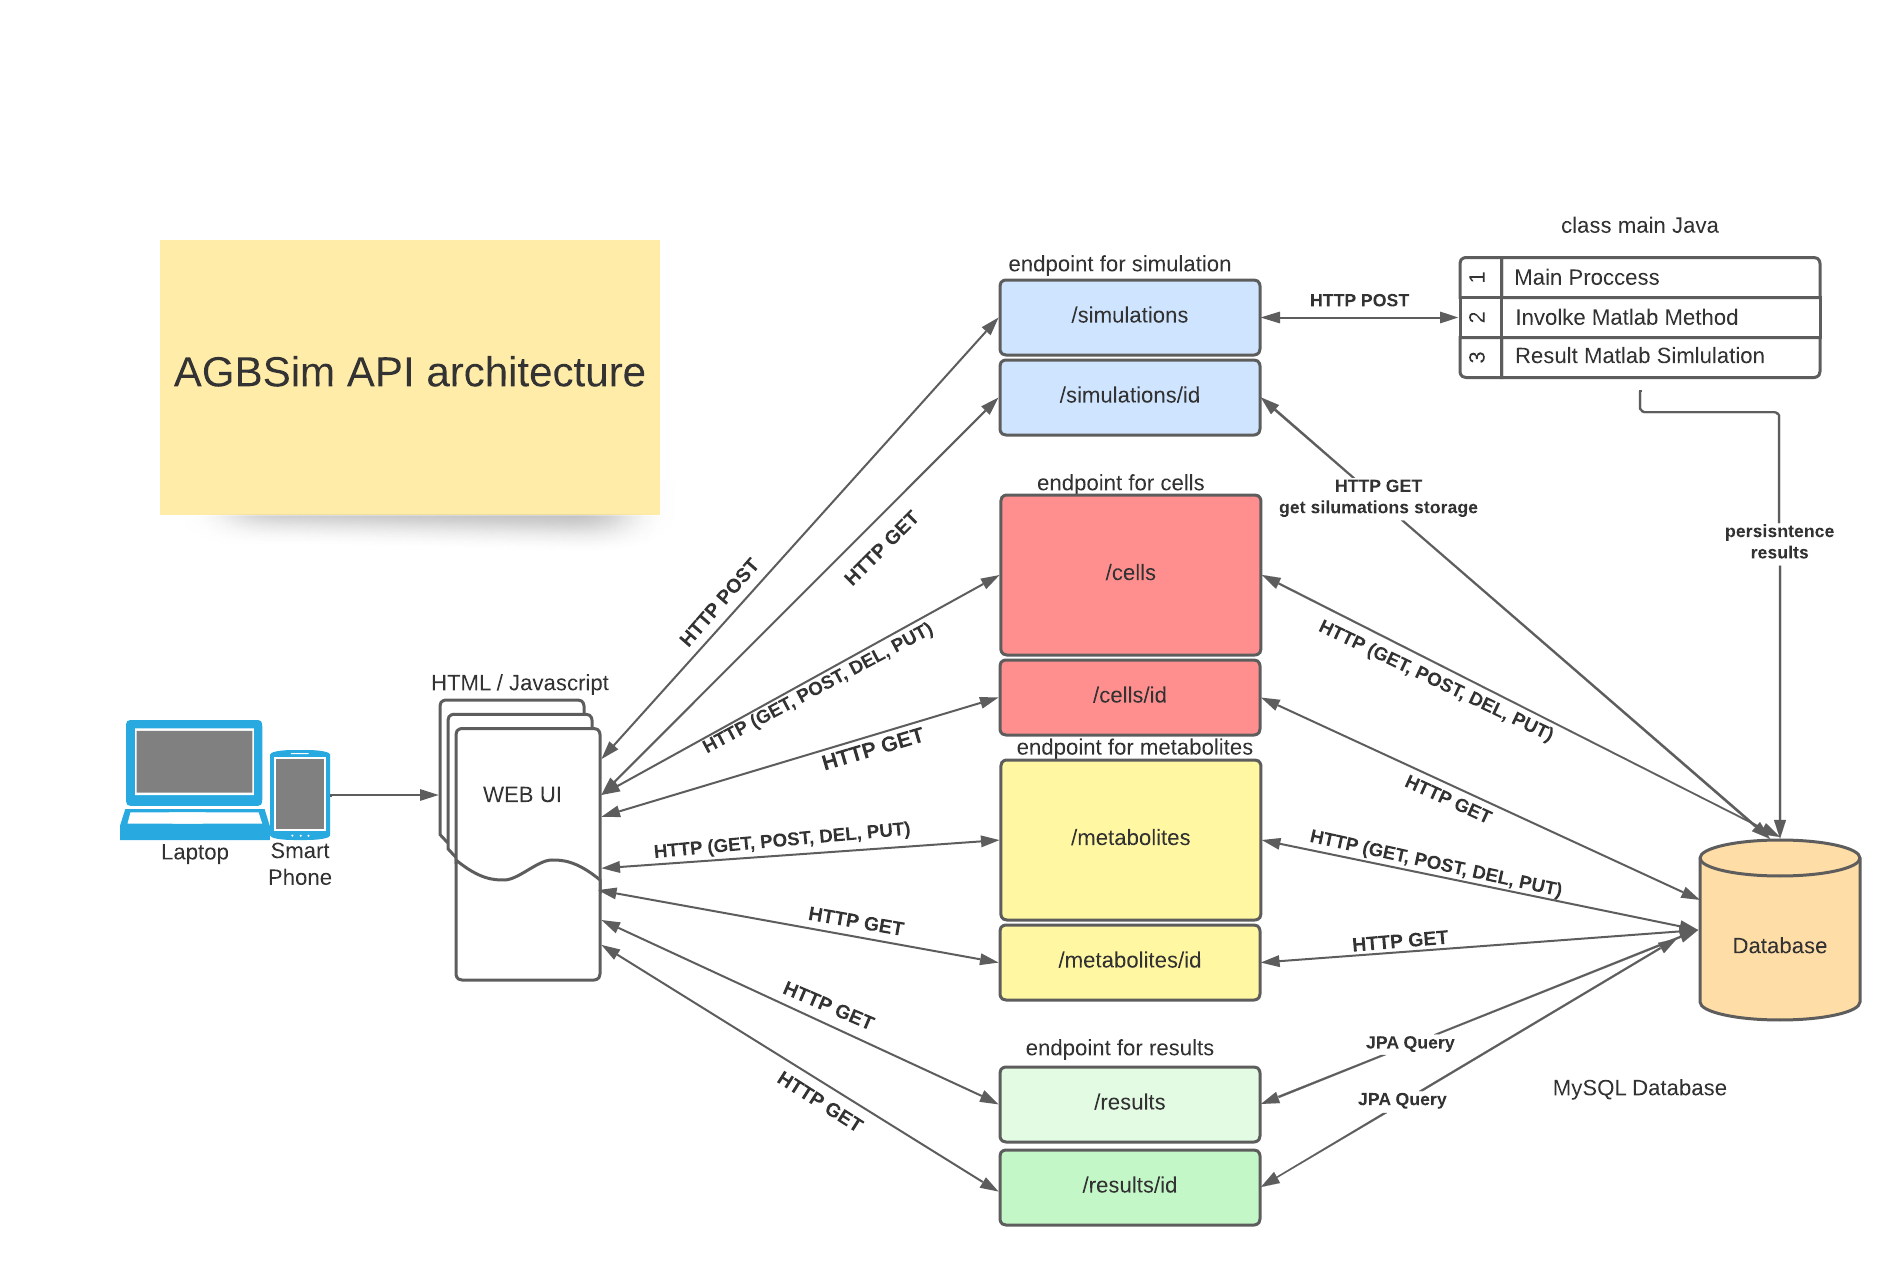 AGBSim API architecture
Laptop
Smart
Phone
HTML / Javascript
WEB UI
HTTP POST
HTTP GET
HTTP (GET, POST, DEL, PUT)
HTTP GET
HTTP (GET, POST, DEL, PUT)
HTTP GET
HTTP GET
HTTP GET
endpoint for simulation
/simulations
/simulations/id
endpoint for cells
/cells
/cells/id
endpoint for metabolites
/metabolites
/metabolites/id
endpoint for results
/results
/results/id
HTTP POST
HTTP GET
get silumations storage
HTTP (GET, POST, DEL, PUT)
HTTP GET
HTTP (GET, POST, DEL, PUT)
HTTP GET
JPA Query
JPA Query
class main Java
1 Main Proccess
2 Involke Matlab Method
3 Result Matlab Simlulation
persisntence
results
Database
MySQL Database